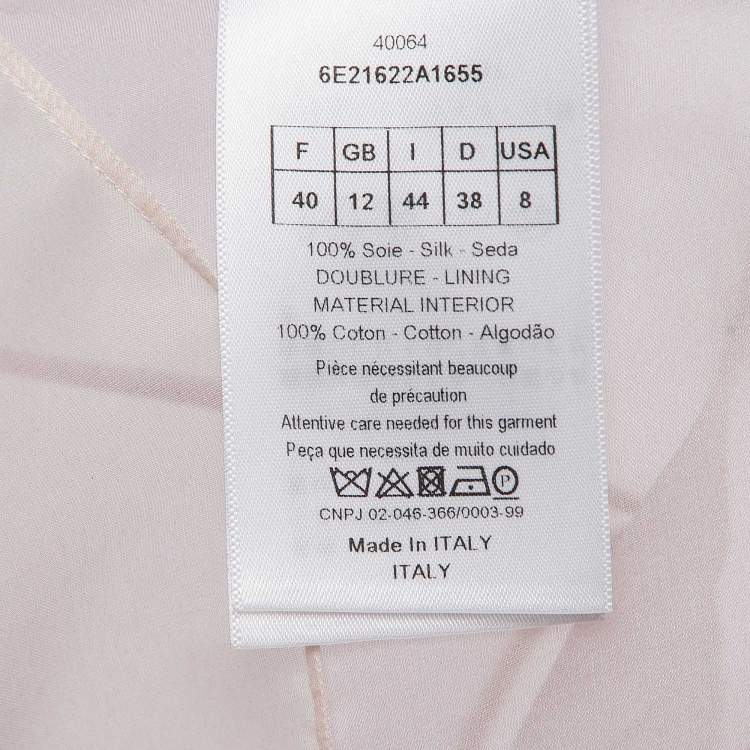 40064
6E21622A1655
F GB I D USA
40 12 44 38 8
100% Soie - Silk - Seda
DOUBLURE - LINING
MATERIAL INTERIOR
100% Coton - Cotton - Algodão
Pièce nécessitant beaucoup
de précaution
Attentive care needed for this garment
Peça que necessita de muito cuidado
P
CNPJ 02-046-366/0003-99
Made In ITALY
ITALY